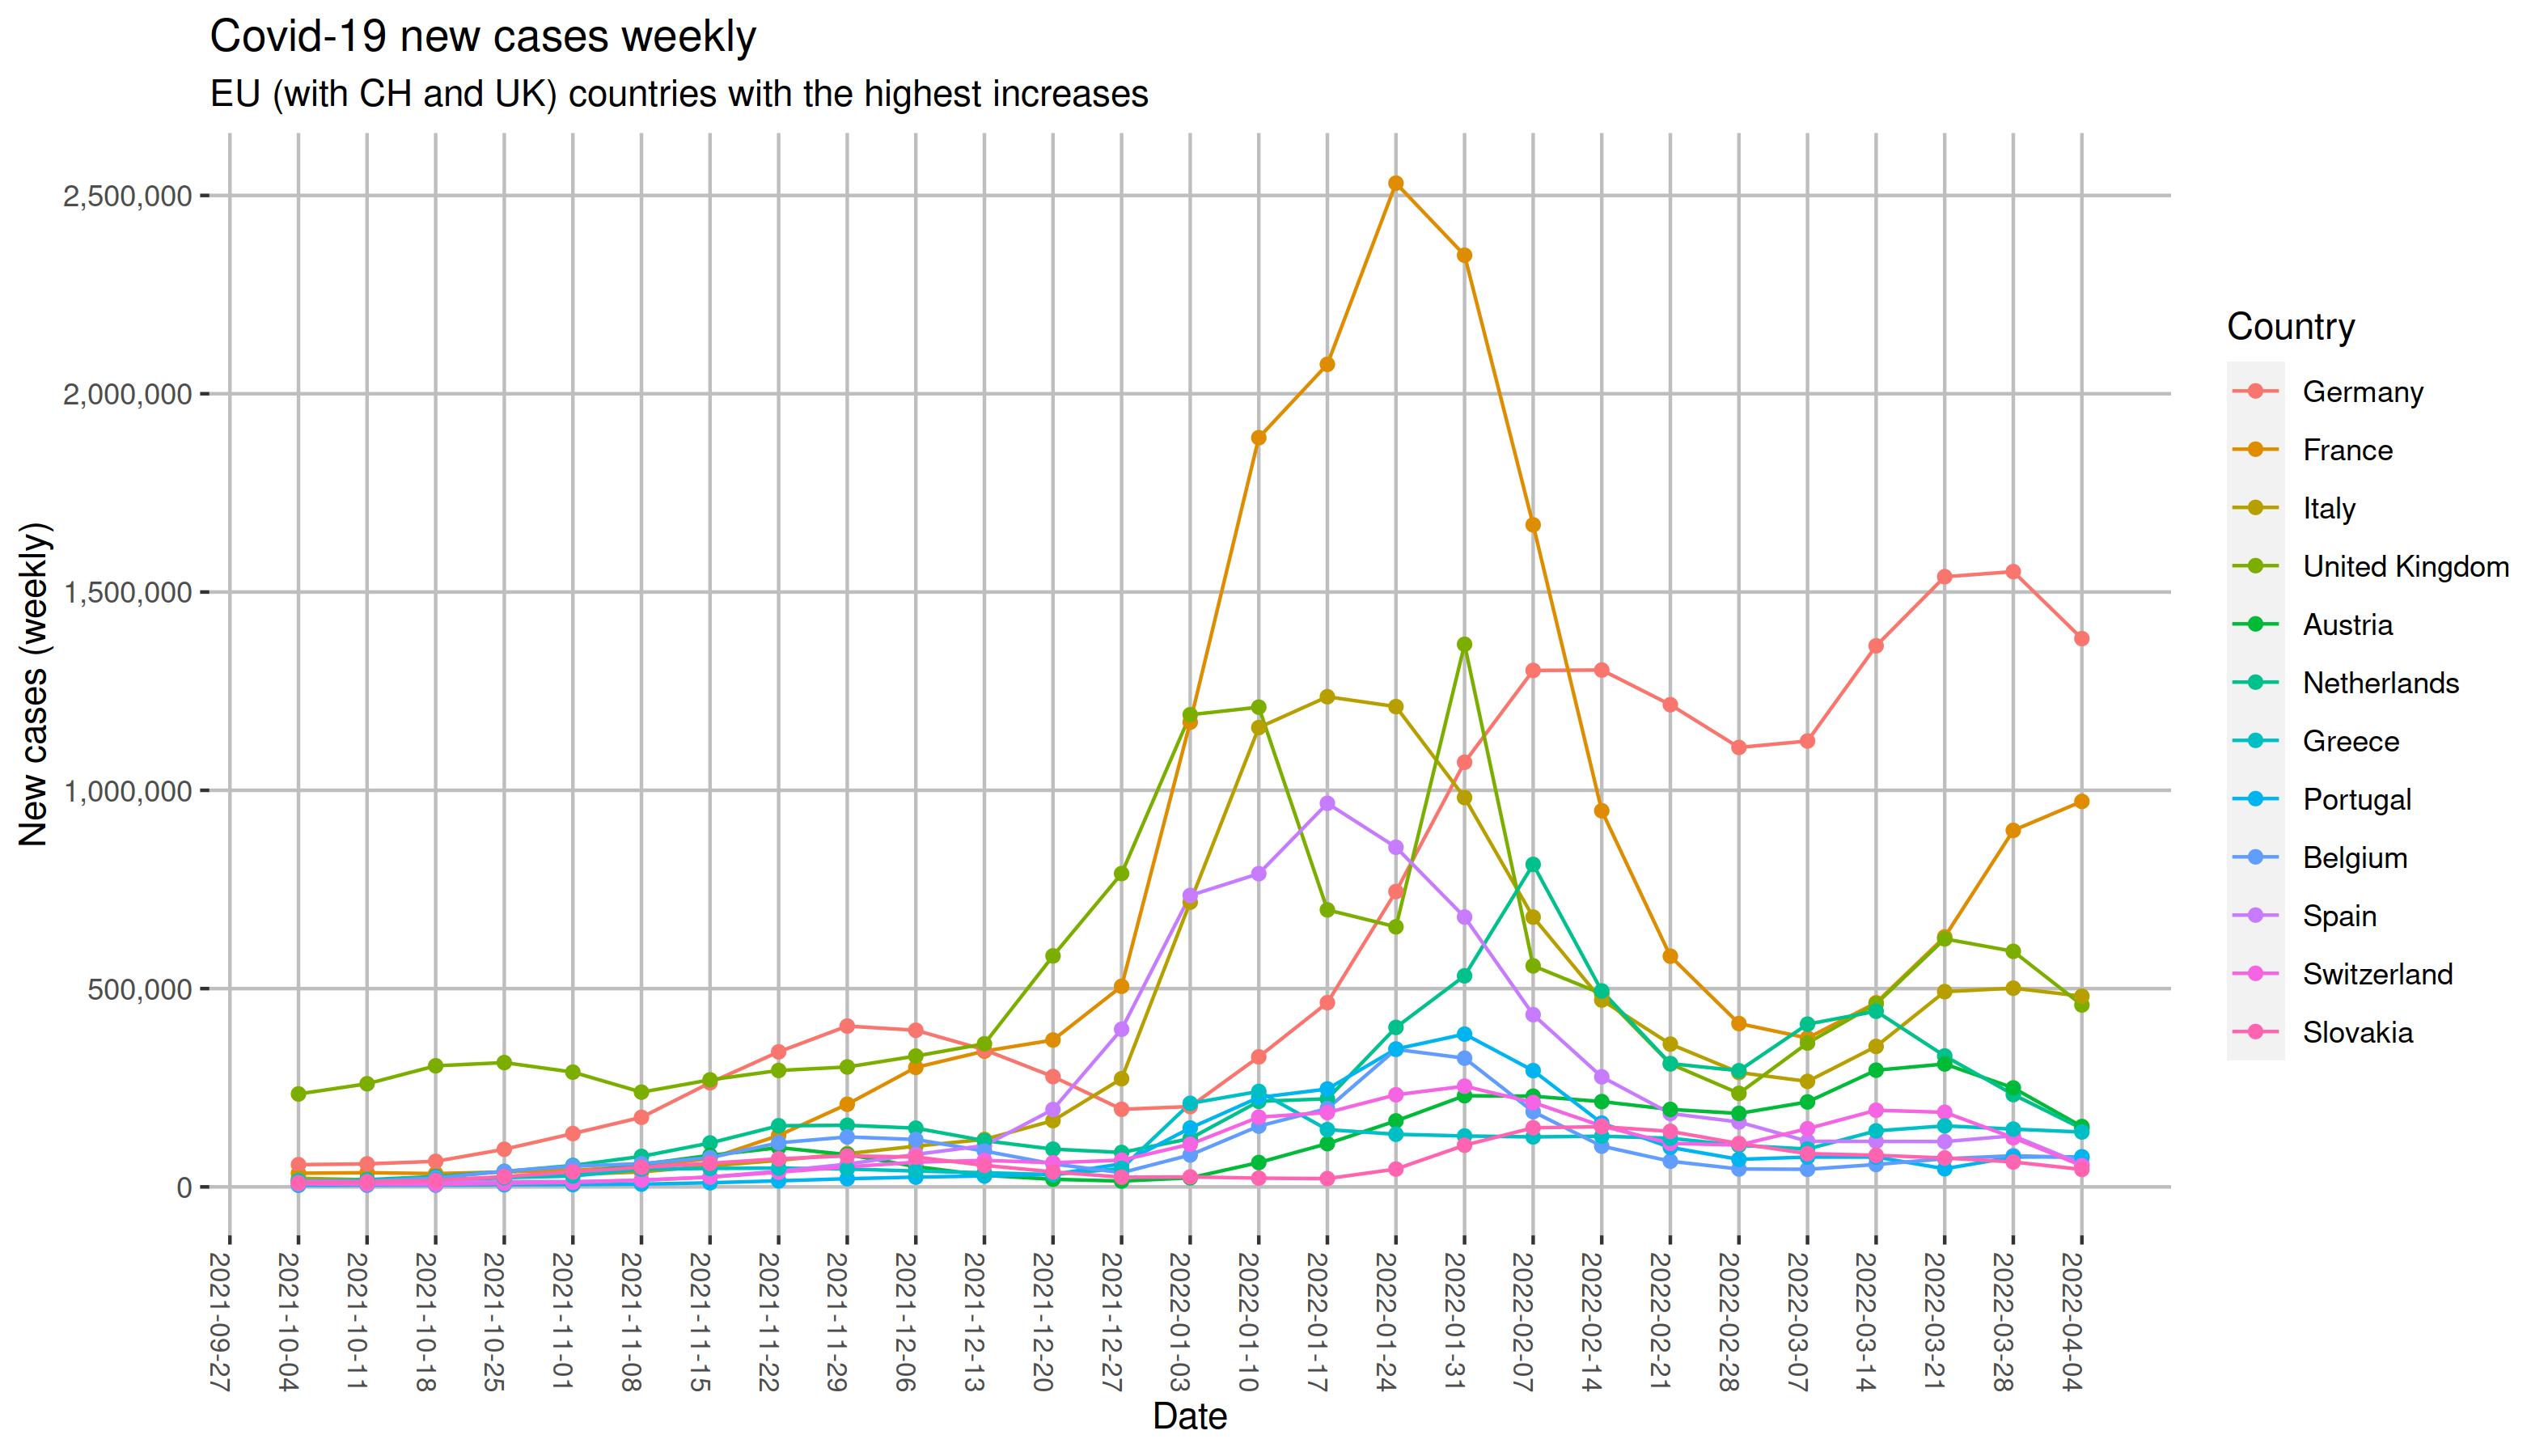 Covid-19 new cases weekly
EU (with CH and UK) countries with the highest increases
New cases (weekly)
2,500,000
2,000,000
1,500,000
1,000,000
500,000
0
2021-09-27
2021-10-04
2021-10-11
2021-10-18
2021-10-25
2021-11-01
2021-11-08
2021-11-15
2021-11-22
2021-11-29
2021-12-06
2021-12-13
2021-12-20
2021-12-27
2022-01-03
2022-01-10
2022-01-17
2022-01-24
2022-01-31
2022-02-07
2022-02-14
2022-02-21
2022-02-28
2022-03-07
2022-03-14
2022-03-21
2022-03-28
2022-04-04
Date
Country
Germany
France
Italy
United Kingdom
Austria
Netherlands
Greece
Portugal
Belgium
Spain
Switzerland
Slovakia